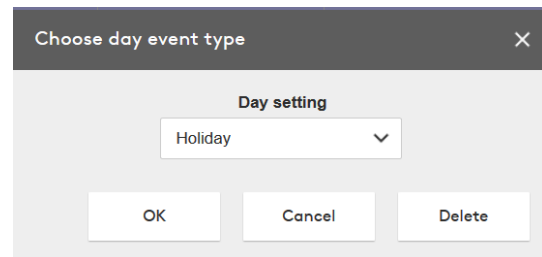 Choose day event type
Day setting
Holiday
OK Cancel Delete